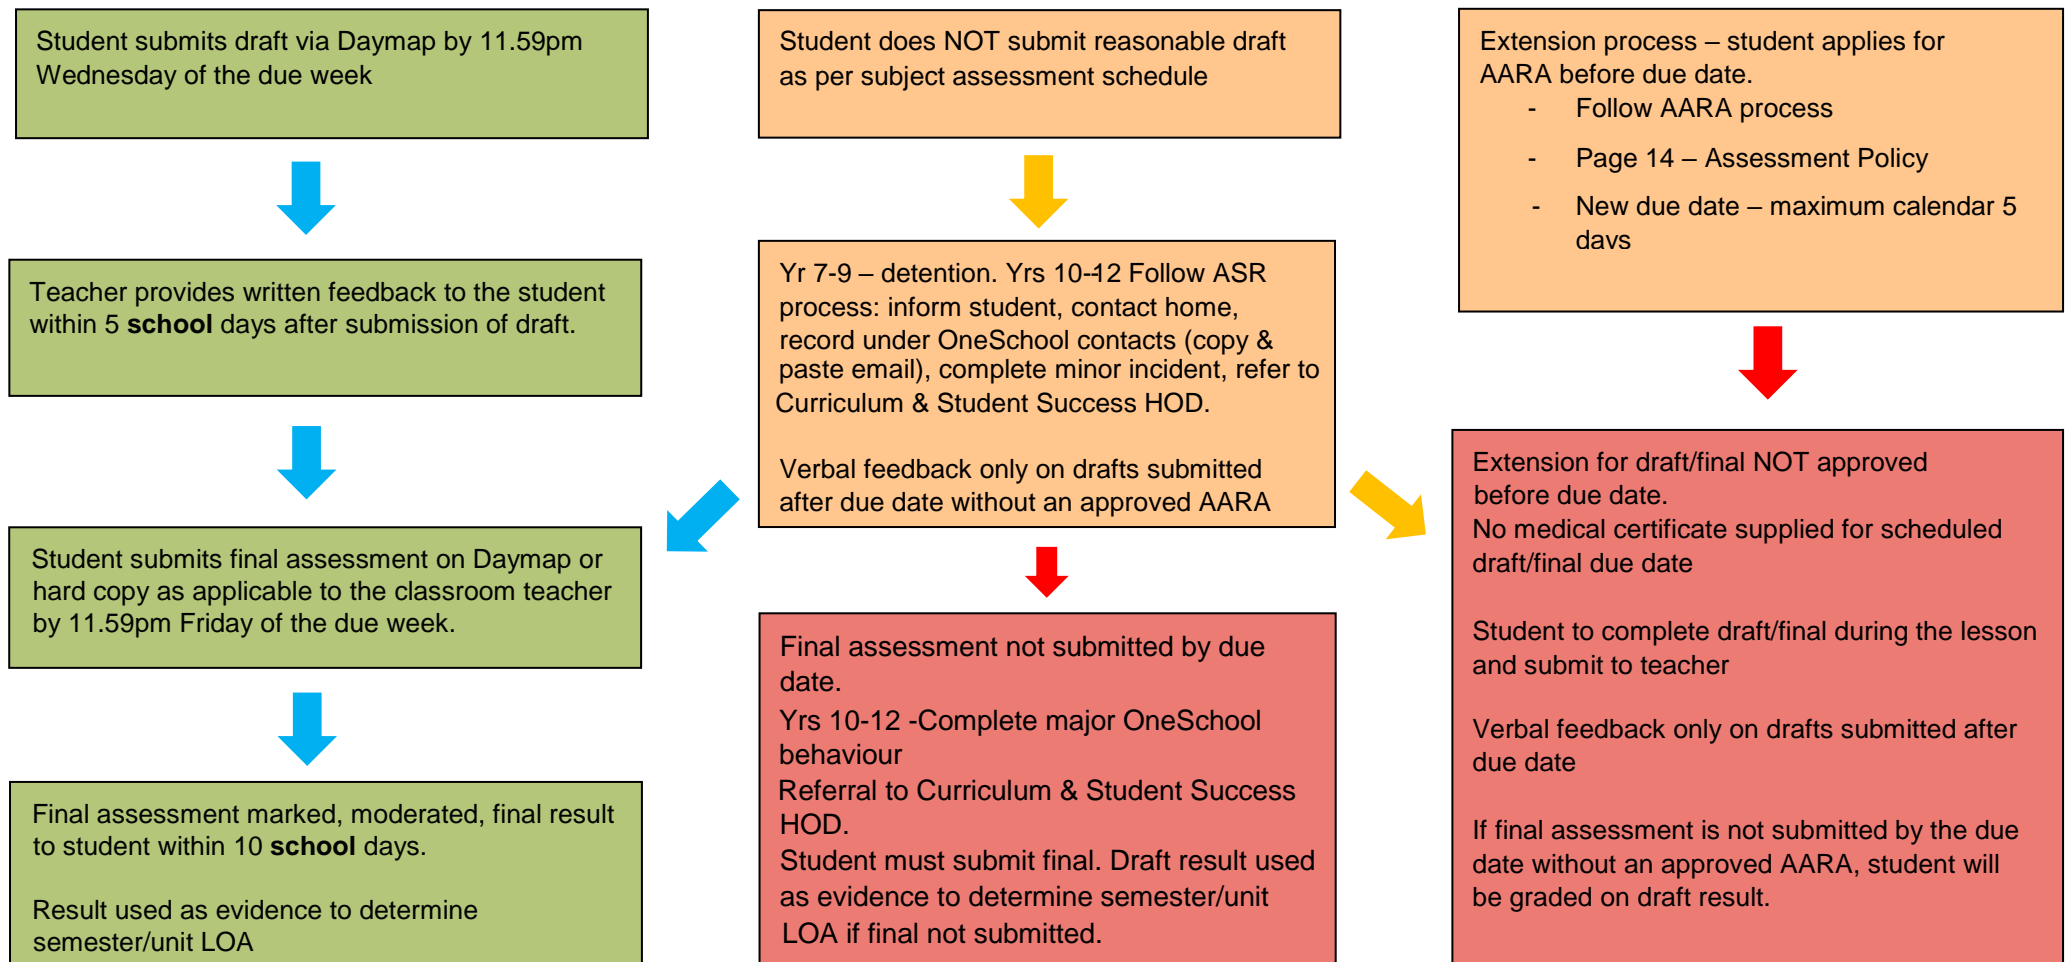 Student submits draft via Daymap by 11.59pm
Wednesday of the due week
Teacher provides written feedback to the student
within 5 school days after submission of draft.
Student submits final assessment on Daymap or
hard copy as applicable to the classroom teacher
by 11.59pm Friday of the due week.
Final assessment marked, moderated, final result
to student within 10 school days.
Result used as evidence to determine
semester/unit LOA
Student does NOT submit reasonable draft
as per subject assessment schedule
Yr 7-9 – detention. Yrs 10-12 Follow ASR
process: inform student, contact home,
record under OneSchool contacts (copy &
paste email), complete minor incident, refer to
Curriculum & Student Success HOD.
Verbal feedback only on drafts submitted
after due date without an approved AARA
Final assessment not submitted by due
date.
Yrs 10-12 -Complete major OneSchool
behaviour
Referral to Curriculum & Student Success
HOD.
Student must submit final. Draft result used
as evidence to determine semester/unit
LOA if final not submitted.
Extension process – student applies for
AARA before due date.
- Follow AARA process
- Page 14 – Assessment Policy
- New due date – maximum calendar 5
days
Extension for draft/final NOT approved
before due date.
No medical certificate supplied for scheduled
draft/final due date
Student to complete draft/final during the lesson
and submit to teacher
Verbal feedback only on drafts submitted after
due date
If final assessment is not submitted by the due
date without an approved AARA, student will
be graded on draft result.